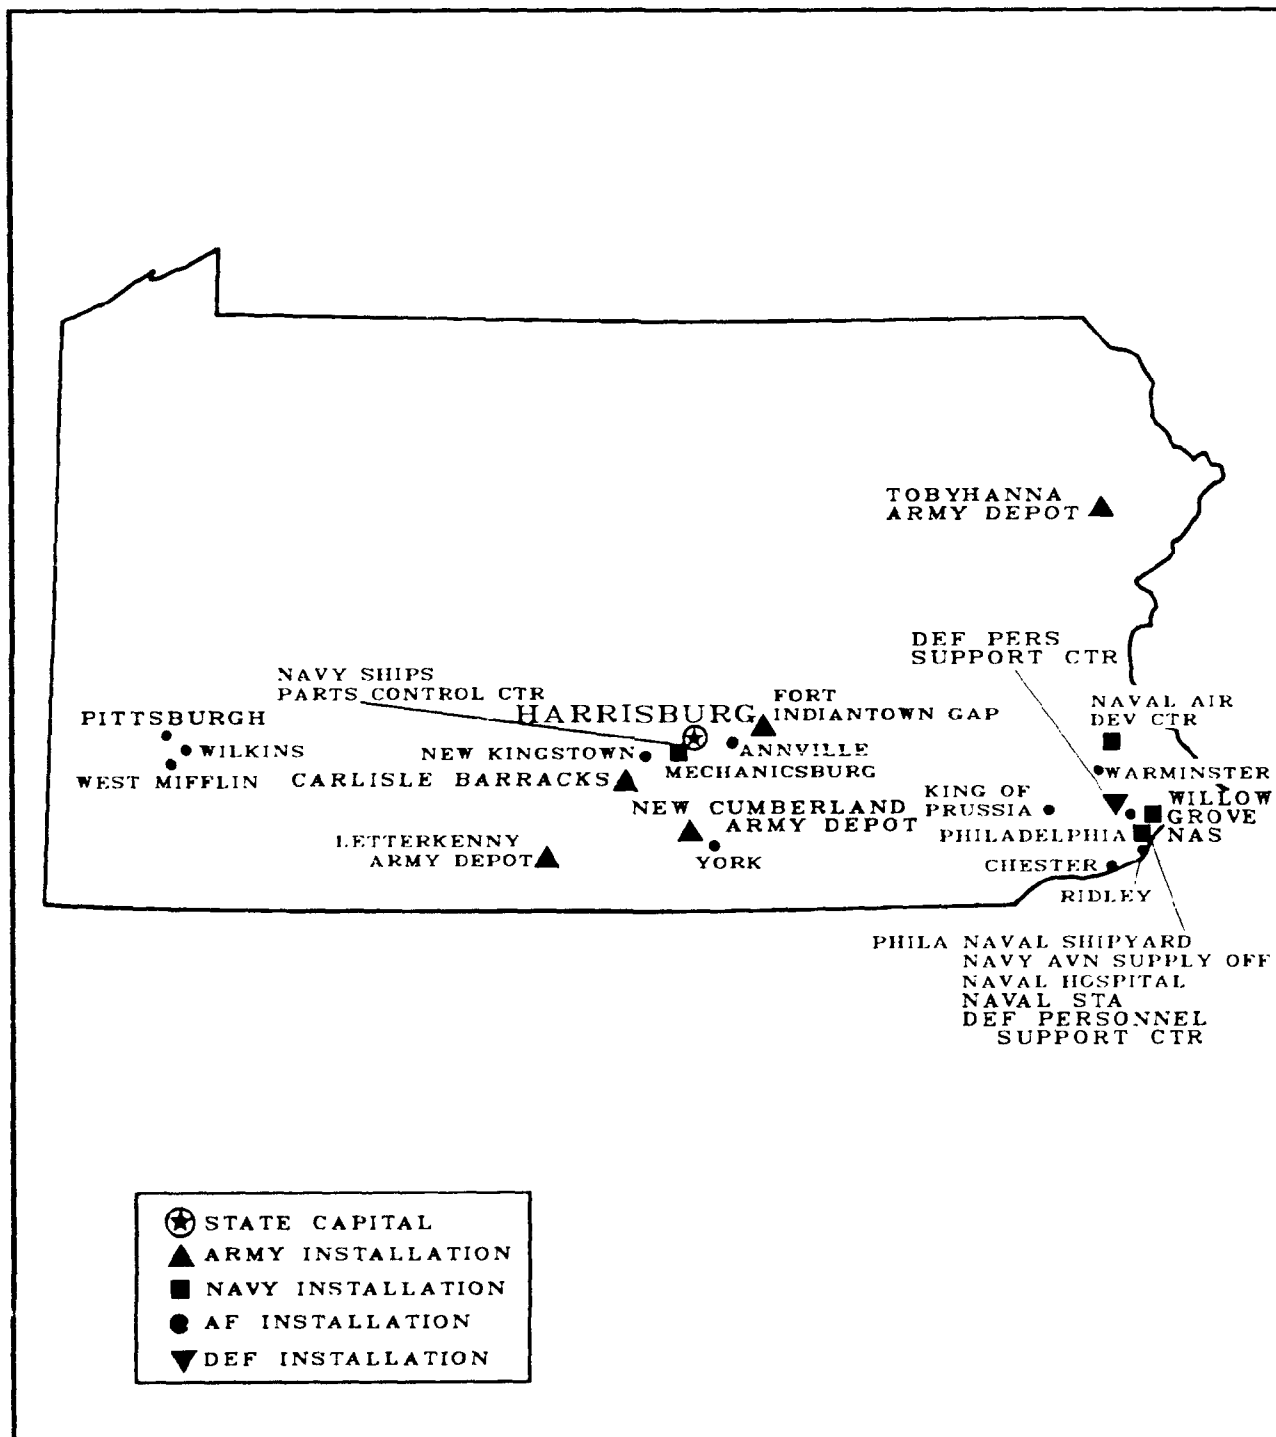 TOBYHANNA
ARMY DEPOT
DEF PERS
SUPPORT CTR
NAVY SHIPS
PARTS CONTROL CTR
FORT
INDIANTOWN GAP
NAVAL AIR
DEV CTR
HARRISBURG
PITTSBURGH
WILKINS
WEST MIFFLIN
NEW KINGSTOWN
ANNVILLE
MECHANICSBURG
CARLISLE BARRACKS
WARMINSTER
KING OF
PRUSSIA
WILLOW
GROVE
NAS
NEW CUMBERLAND
ARMY DEPOT
PHILADELPHIA
LETTERKENNY
ARMY DEPOT
YORK
CHESTER
RIDLEY
PHILA NAVAL SHIPYARD
NAVY AVN SUPPLY OFF
NAVAL HOSPITAL
NAVAL STA
DEF PERSONNEL
SUPPORT CTR
STATE CAPITAL
ARMY INSTALLATION
NAVY INSTALLATION
AF INSTALLATION
DEF INSTALLATION